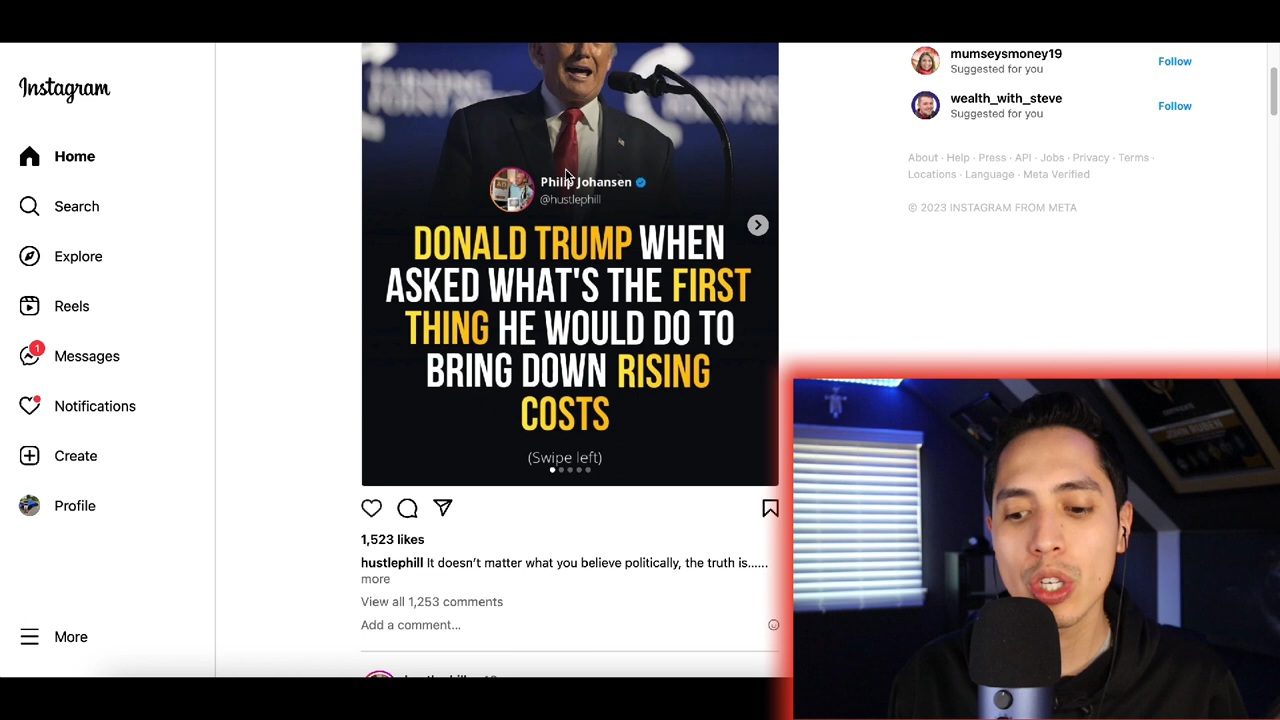 Instagram
Home
Search
Explore
Reels
1
Messages
Notifications
Create
Profile
More
Philip Johansen
@hustlephill
DONALD TRUMP WHEN
ASKED WHAT'S THE FIRST
THING HE WOULD DO TO
BRING DOWN RISING
COSTS
(Swipe left)
1,523 likes
hustlephill It doesn't matter what you believe politically, the truth is......
more
View all 1,253 comments
Add a comment...
mumseysmoney19
Suggested for you
Follow
wealth_with_steve
Suggested for you
Follow
About · Help · Press · API · Jobs · Privacy · Terms ·
Locations · Language · Meta Verified
© 2023 INSTAGRAM FROM META